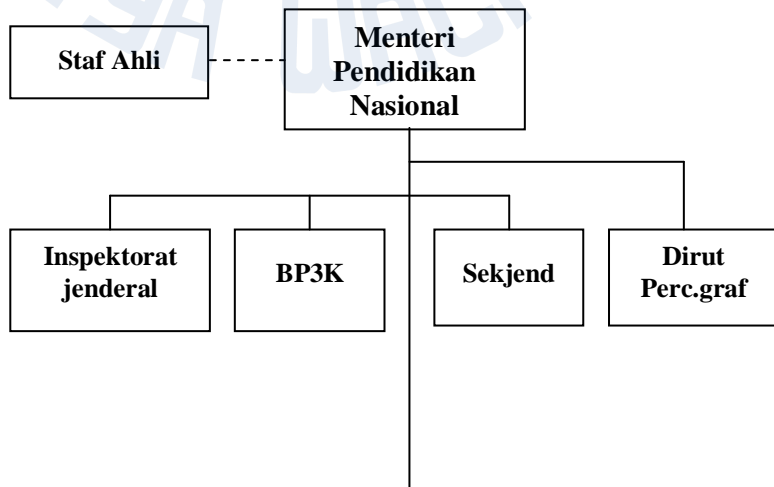 Staf Ahli
Menteri
Pendidikan
Nasional
Inspektorat
jenderal
BP3K
Sekjend
Dirut
Perc.graf